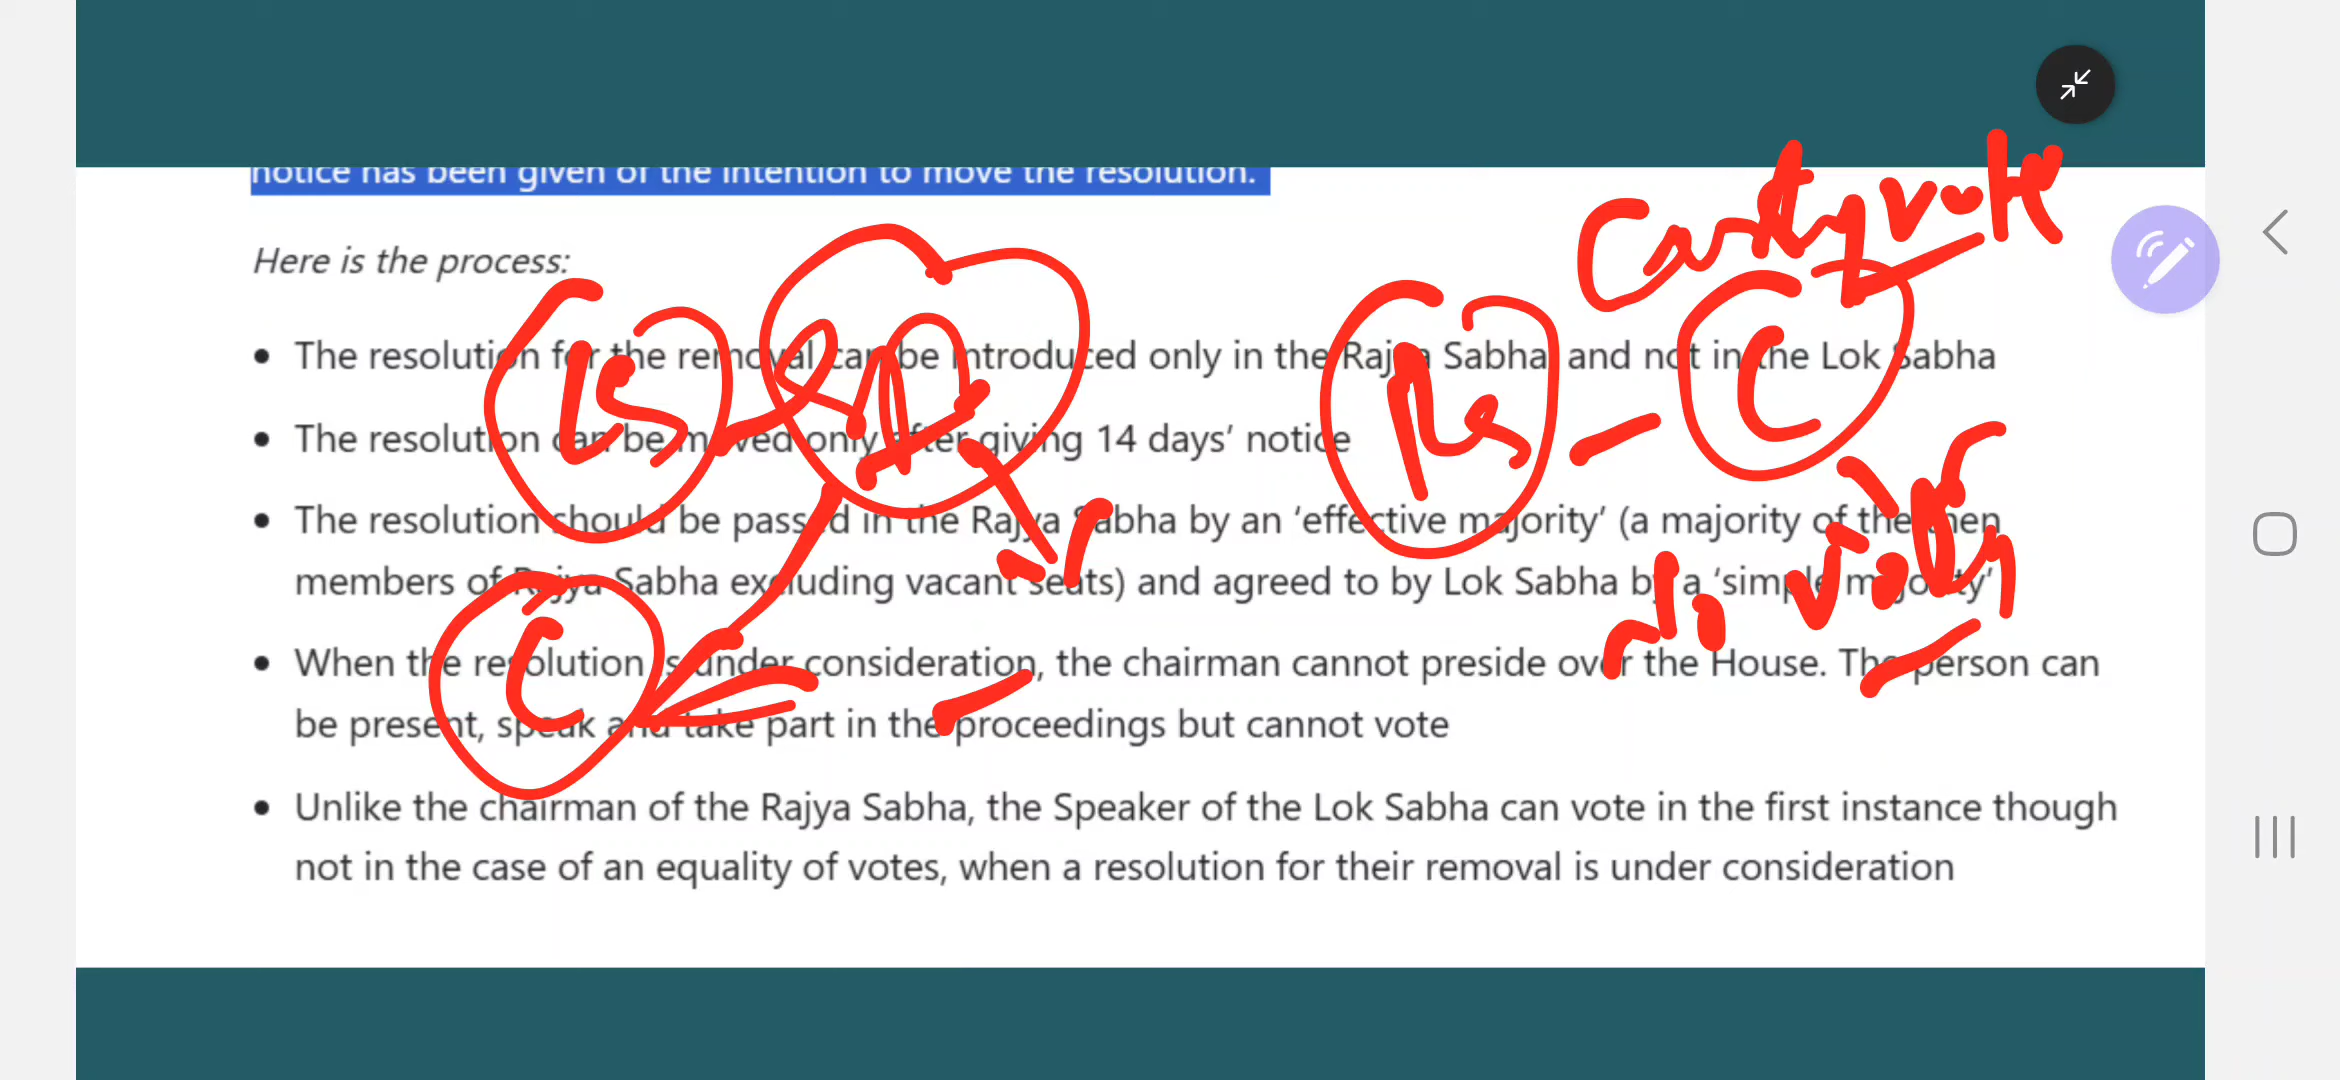 notice has been given of the intention to move the resolution.
Casting vote
Here is the process:
LS
RS
C
• The resolution for the removal can be introduced only in the Rajya Sabha and not in the Lok Sabha
• The resolution can be moved only after giving 14 days’ notice
• The resolution should be passed in the Rajya Sabha by an ‘effective majority’ (a majority of the then
members of Rajya Sabha excluding vacant seats) and agreed to by Lok Sabha by a ‘simple majority’
C
• When the resolution is under consideration, the chairman cannot preside over the House. The person can
be present, speak and take part in the proceedings but cannot vote
• Unlike the chairman of the Rajya Sabha, the Speaker of the Lok Sabha can vote in the first instance though
not in the case of an equality of votes, when a resolution for their removal is under consideration